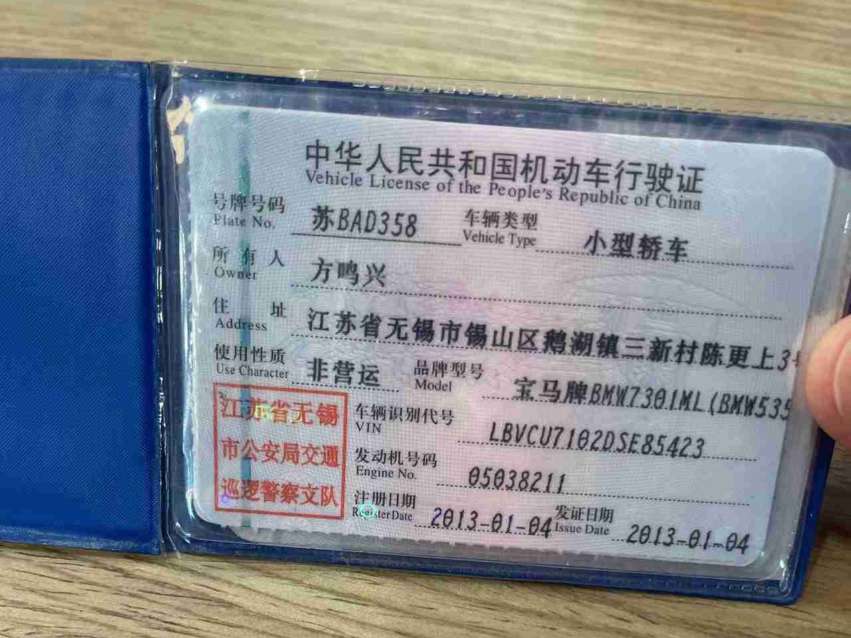 中华人民共和国机动车行驶证
Vehicle License of the People's Republic of China
号牌号码 苏BAD358 车辆类型 小型轿车
Plate No. Vehicle Type
所有人 方鸣兴
Owner
住址 江苏省无锡市锡山区鹅湖镇三新村陈更上3
Address
使用性质 非营运 品牌型号 宝马牌BMW7301ML(BMW535
Use Character Model
江苏省无锡
市公安局交通
巡逻警察支队
车辆识别代号 LBVCU7102DSE85423
VIN
发动机号码 05038211
Engine No.
注册日期 2013-01-04 发证日期 2013-01-04
Register Date Issue Date